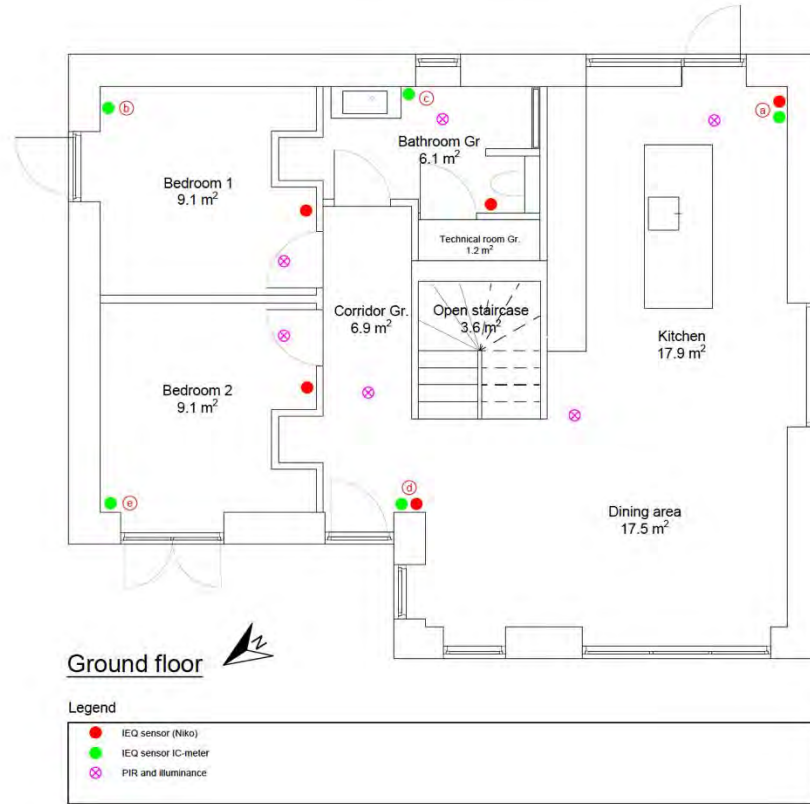 b
c
a
Bathroom Gr
6.1 m²
Bedroom 1
9.1 m²
Technical room Gr.
1.2 m²
Corridor Gr.
6.9 m²
Open staircase
3.6 m²
Kitchen
17.9 m²
Bedroom 2
9.1 m²
d
e
Dining area
17.5 m²
N
Ground floor
Legend
IEQ sensor (Niko)
IEQ sensor IC-meter
PIR and illuminance